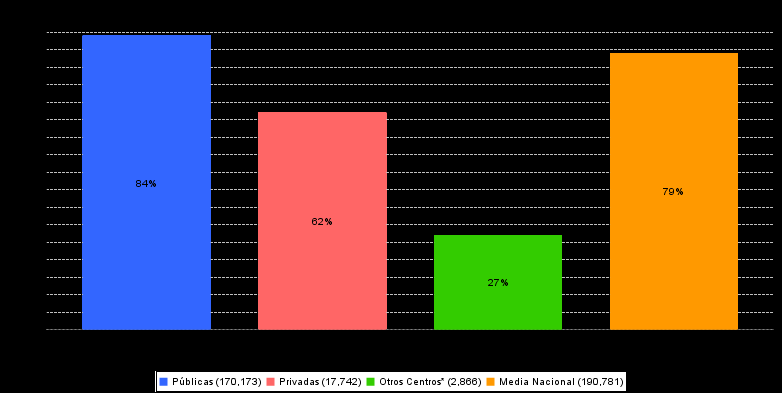 84%
62%
27%
79%
Públicas (170,173) Privadas (17,742) Otros Centros* (2,866) Media Nacional (190,781)